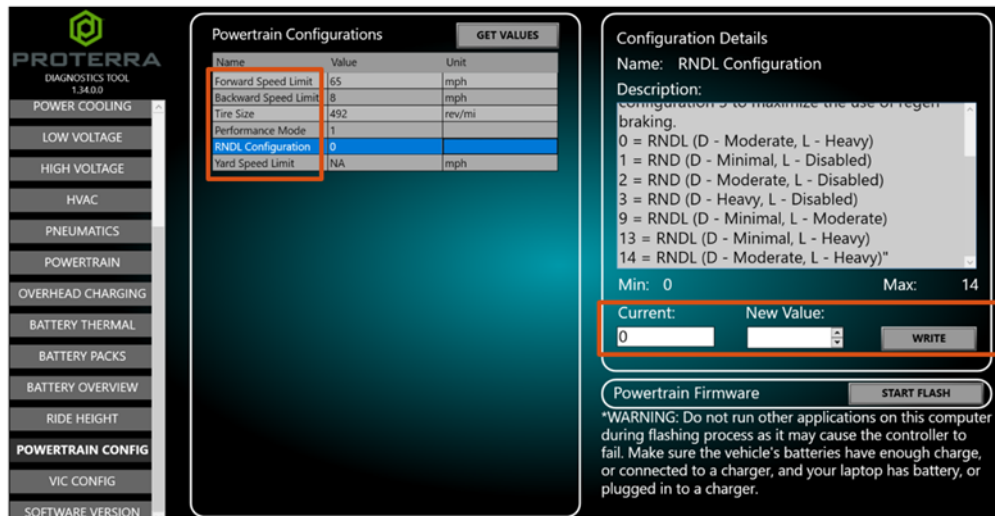 PROTERRA
DIAGNOSTICS TOOL
1.34.0.0
POWER COOLING
LOW VOLTAGE
HIGH VOLTAGE
HVAC
PNEUMATICS
POWERTRAIN
OVERHEAD CHARGING
BATTERY THERMAL
BATTERY PACKS
BATTERY OVERVIEW
RIDE HEIGHT
POWERTRAIN CONFIG
VIC CONFIG
SOFTWARE VERSION
Powertrain Configurations GET VALUES
Name Value Unit
Forward Speed Limit 65 mph
Backward Speed Limit 8 mph
Tire Size 492 rev/mi
Performance Mode 1
RNDL Configuration 0
Yard Speed Limit NA mph
Configuration Details
Name: RNDL Configuration
Description:
configuration 3 to maximize the use of regen
braking.
0 = RNDL (D - Moderate, L - Heavy)
1 = RND (D - Minimal, L - Disabled)
2 = RND (D - Moderate, L - Disabled)
3 = RND (D - Heavy, L - Disabled)
9 = RNDL (D - Minimal, L - Moderate)
13 = RNDL (D - Minimal, L - Heavy)
14 = RNDL (D - Moderate, L - Heavy)"
Min: 0 Max: 14
Current: New Value:
0 WRITE
Powertrain Firmware START FLASH
*WARNING: Do not run other applications on this computer
during flashing process as it may cause the controller to
fail. Make sure the vehicle's batteries have enough charge,
or connected to a charger, and your laptop has battery, or
plugged in to a charger.